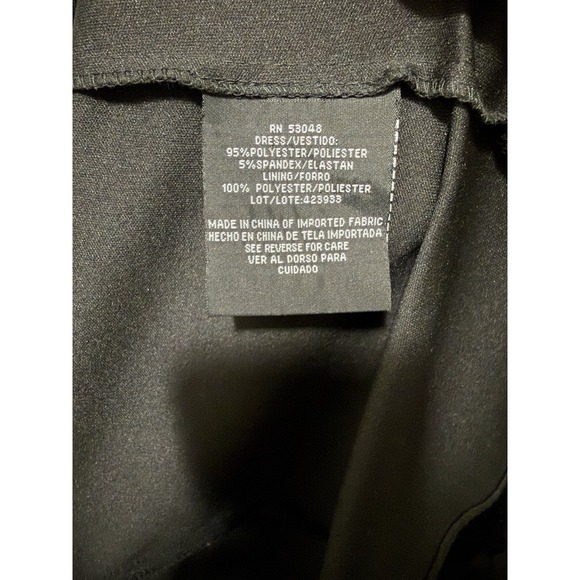 RN 53048
DRESS/VESTIDO:
95%POLYESTER/POLIESTER
5%SPANDEX/ELASTAN
LINING/FORRO
100% POLYESTER/POLIESTER
LOT/LOTE:423933
MADE IN CHINA OF IMPORTED FABRIC
HECHO EN CHINA DE TELA IMPORTADA
SEE REVERSE FOR CARE
VER AL DORSO PARA
CUIDADO